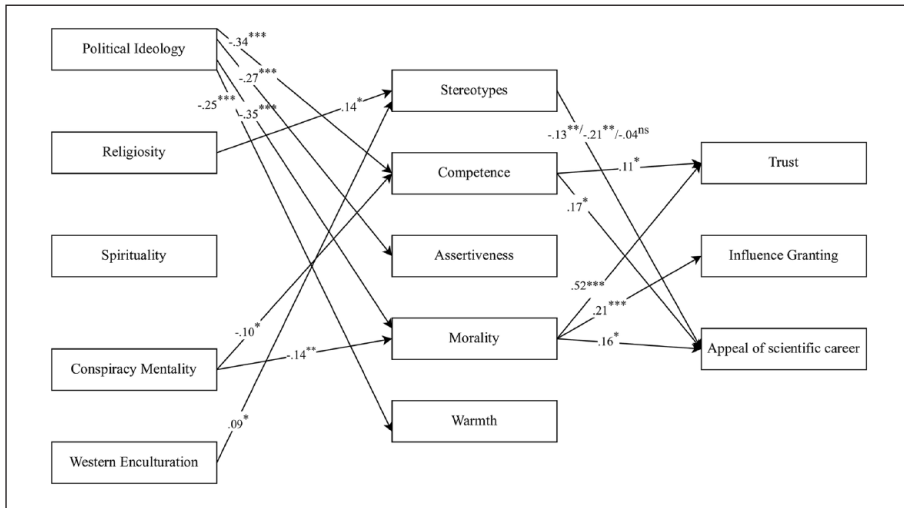 Political Ideology
Religiosity
Spirituality
Conspiracy Mentality
Western Enculturation
-.34***
-.27***
-.25***
-.35***
.14*
-.10*
-.14**
.09*
Stereotypes
Competence
Assertiveness
Morality
Warmth
-.13**/-.21**/-.04ns
.11*
.17*
.52***
.21***
.16*
Trust
Influence Granting
Appeal of scientific career